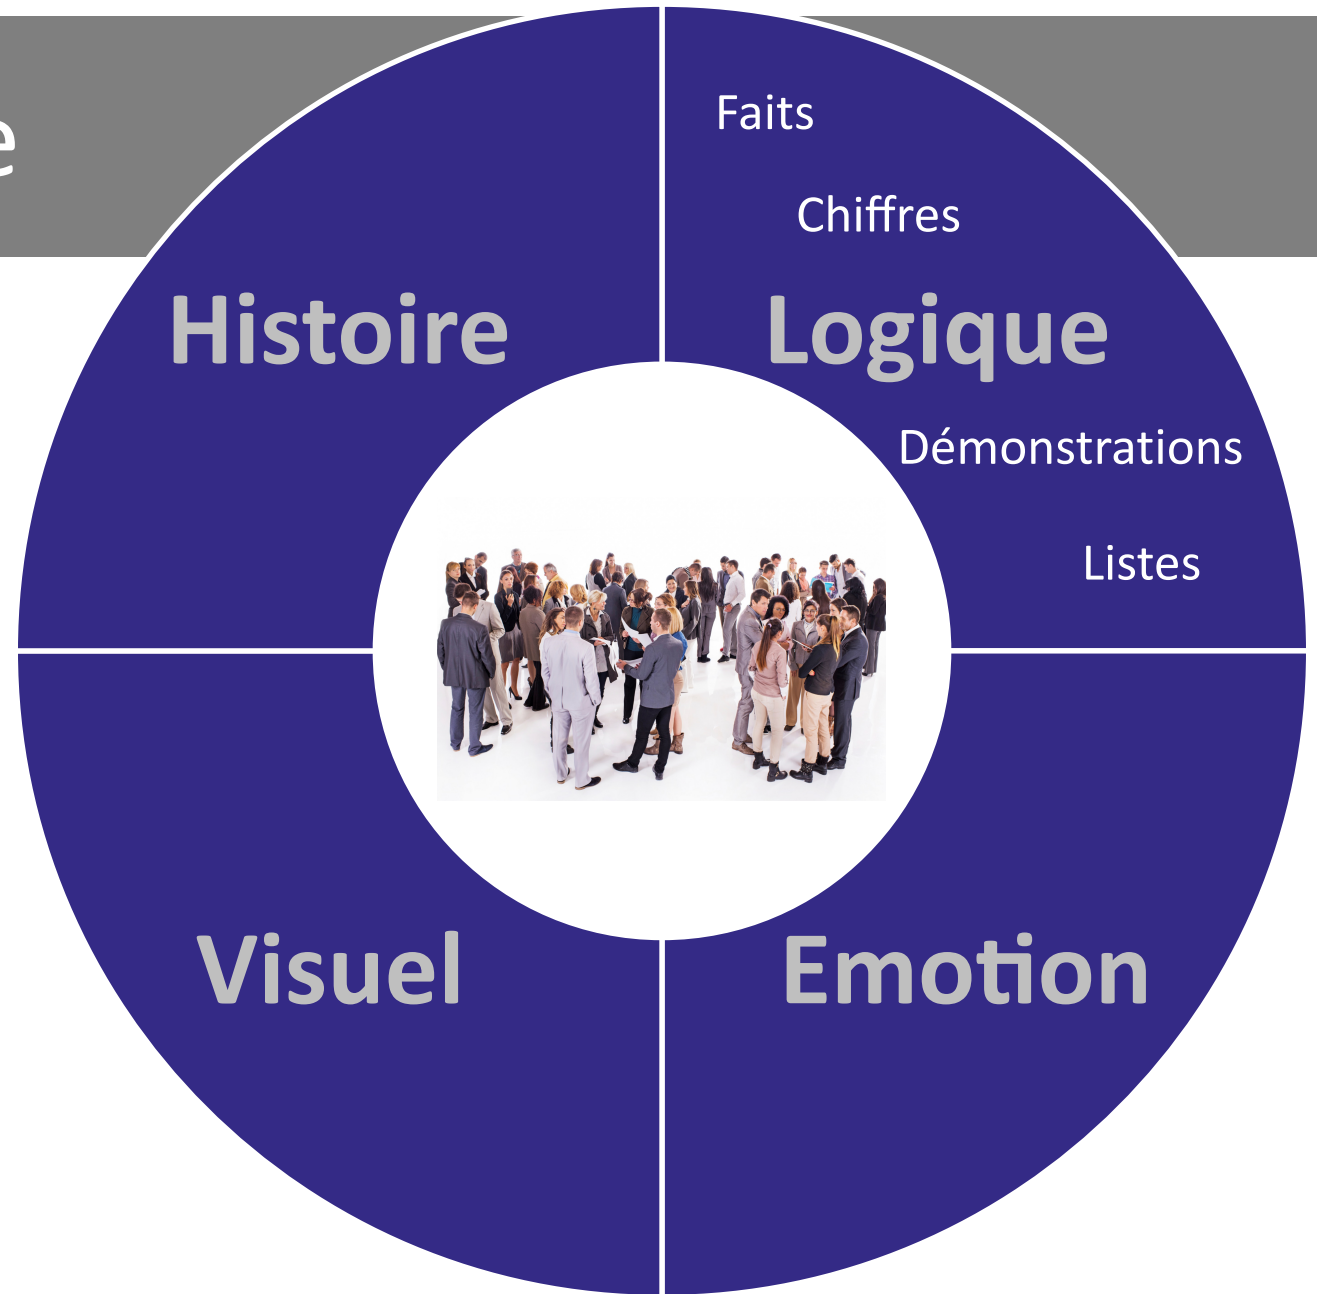 e
Faits
Chiffres
Histoire
Logique
Démonstrations
Listes
Visuel
Emotion